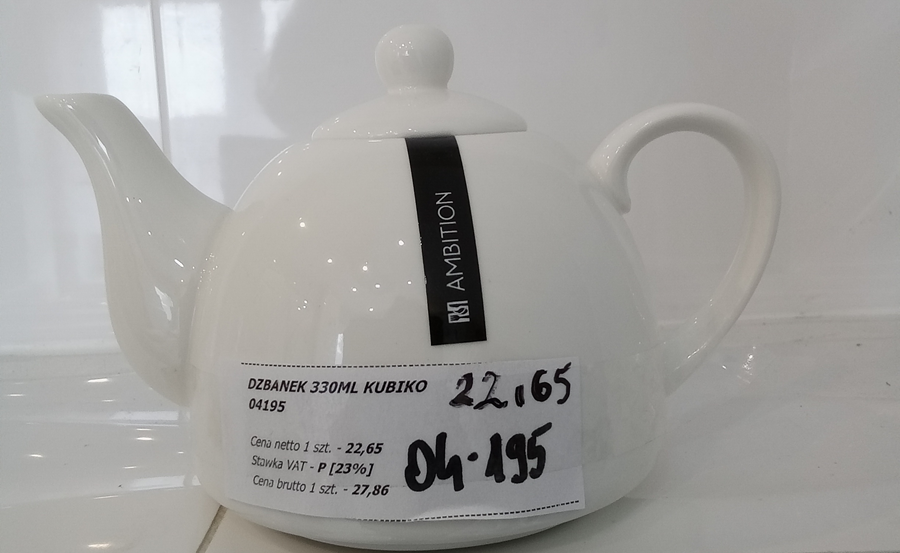 AMBITION
DZBANEK 330ML KUBIKO
04195
22,65
Cena netto 1 szt. - 22,65
Stawka VAT - P [23%]
Cena brutto 1 szt. - 27,86
04-195